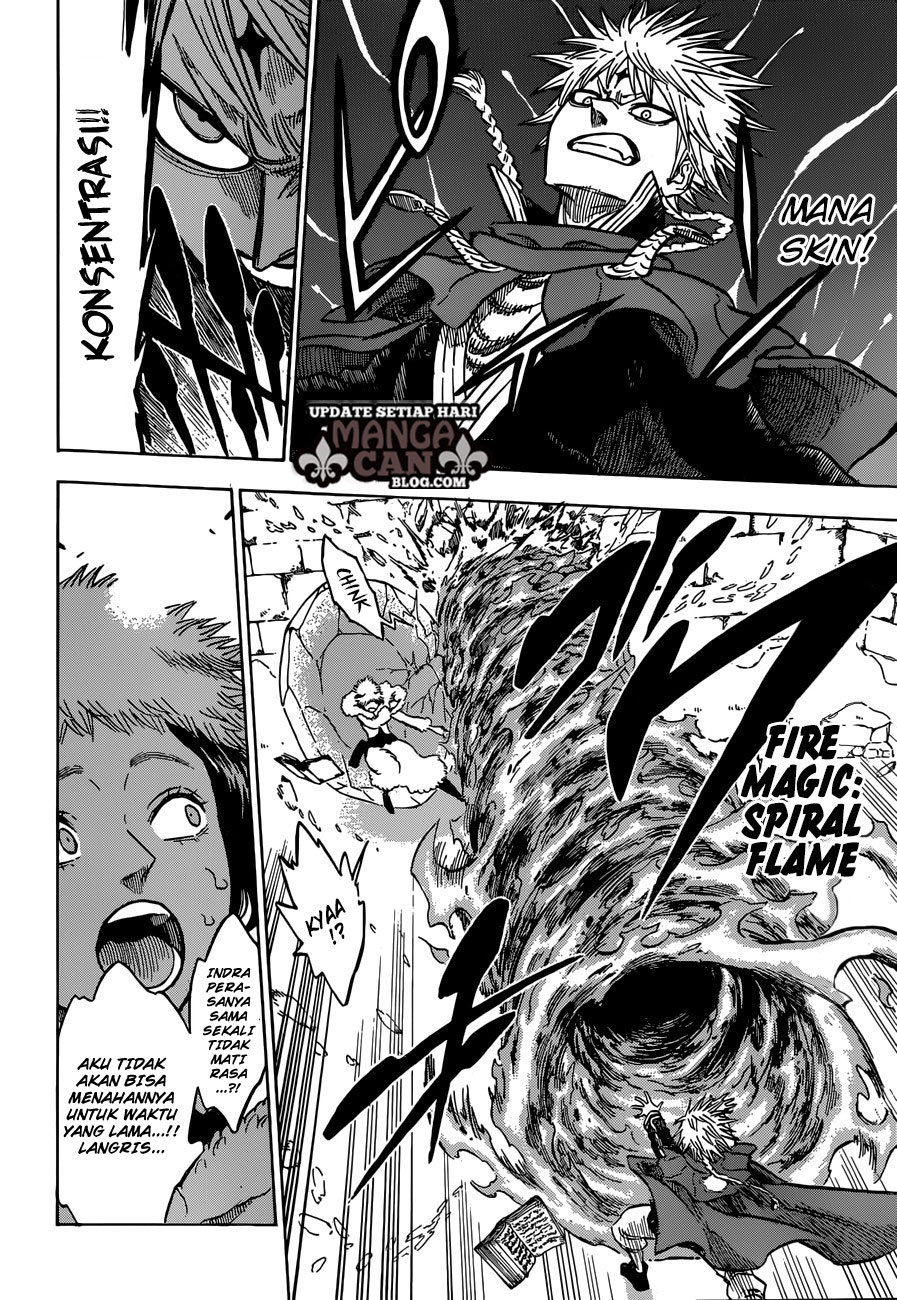 MANA
SKIN!
KONSENTRASI!!
UPDATE SETIAP HARI
MANGA
CAN
BLOG.COM
FIRE
MAGIC:
SPIRAL
FLAME
CHINK
KYAA
!?
INDRA
PERA-
SANYA
SAMA
SEKALI
TIDAK
MATI
RASA
...?!
AKU TIDAK
AKAN BISA
MENAHANNYA
UNTUK WAKTU
YANG LAMA...!!
LANGRIS...